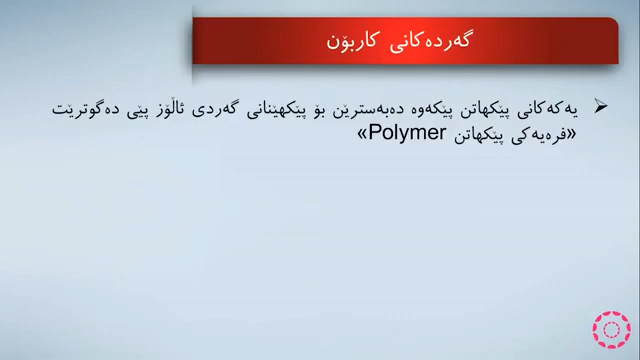 گەردەکانی کاربۆن
یەکەکانی پێکهاتن پێکەوە دەبەسترێن بۆ پێکهێنانی گەردی ئاڵۆز پێی دەگوترێت
«فرەیەکی پێکهاتن Polymer»